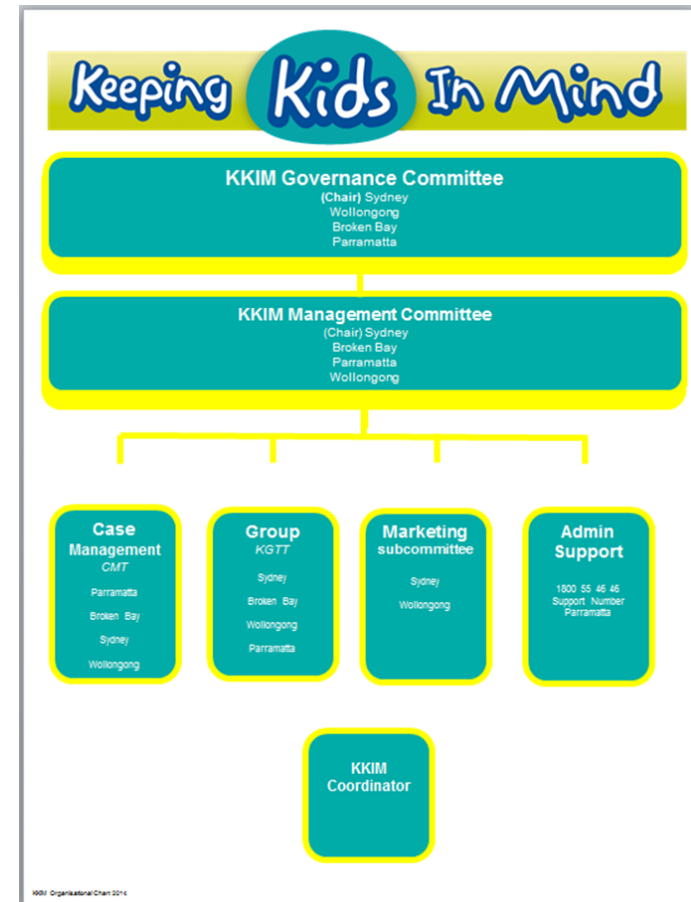 Keeping Kids In Mind
KKIM Governance Committee
(Chair) Sydney
Wollongong
Broken Bay
Parramatta
KKIM Management Committee
(Chair) Sydney
Broken Bay
Parramatta
Wollongong
Case
Management
CMT
Parramatta
Broken Bay
Sydney
Wollongong
Group
KGTT
Sydney
Broken Bay
Wollongong
Parramatta
Marketing
subcommittee
Sydney
Wollongong
Admin
Support
1800 55 46 46
Support Number
Parramatta
KKIM
Coordinator
KKIM Organisational Chart